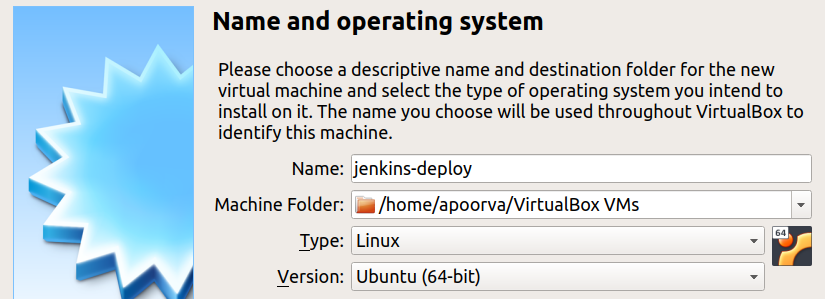 Name and operating system
Please choose a descriptive name and destination folder for the new
virtual machine and select the type of operating system you intend to
install on it. The name you choose will be used throughout VirtualBox to
identify this machine.
Name: jenkins-deploy
Machine Folder: /home/apoorva/VirtualBox VMs
Type: Linux
64
Version: Ubuntu (64-bit)